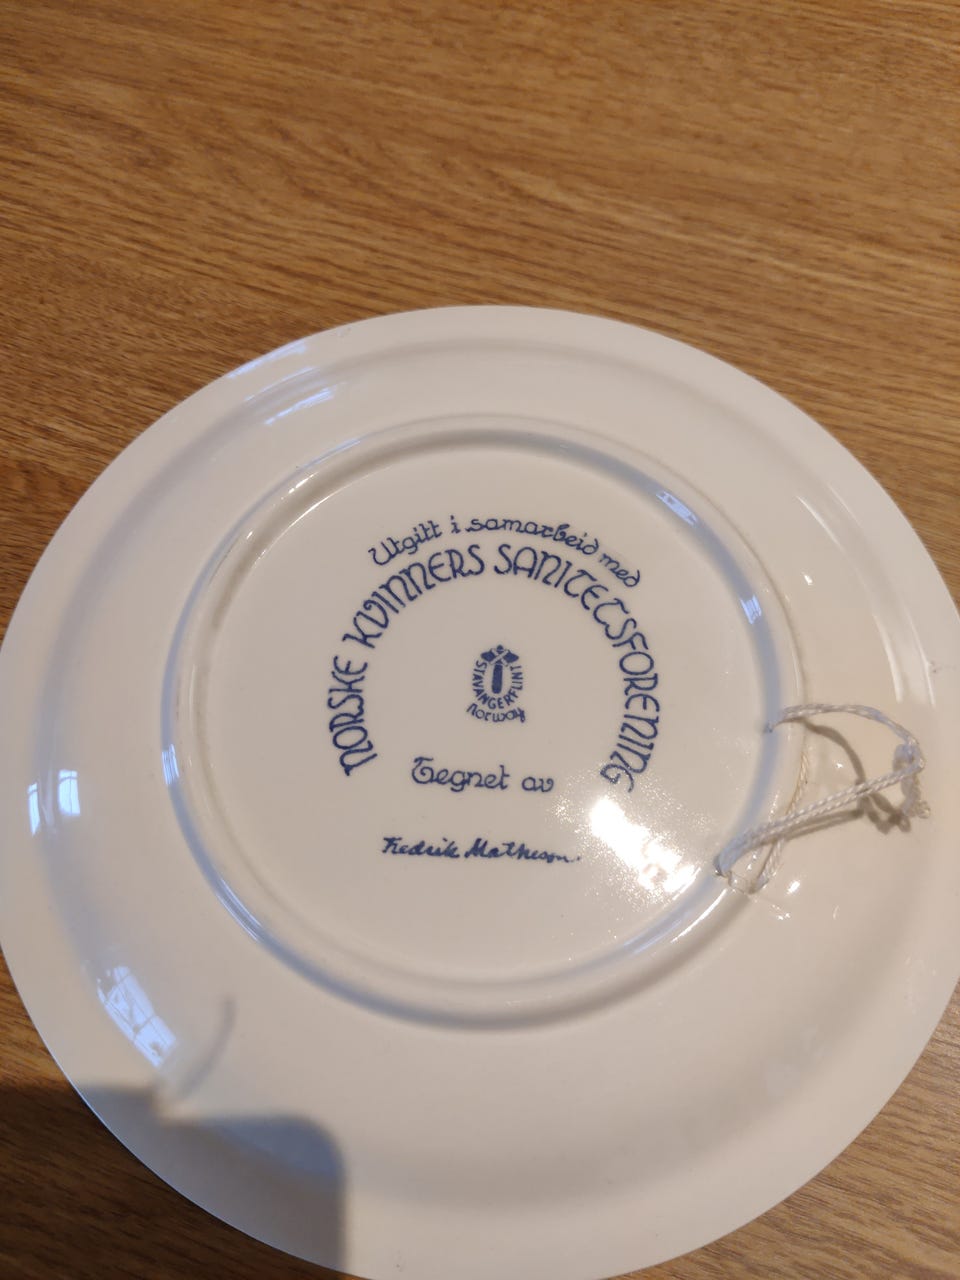 Utgitt i samarbeid med
NORSKE KVINNERS SANITETSFORENING
STAVANGERFLINT
Norway
Tegnet av
Fredrik Matheson.